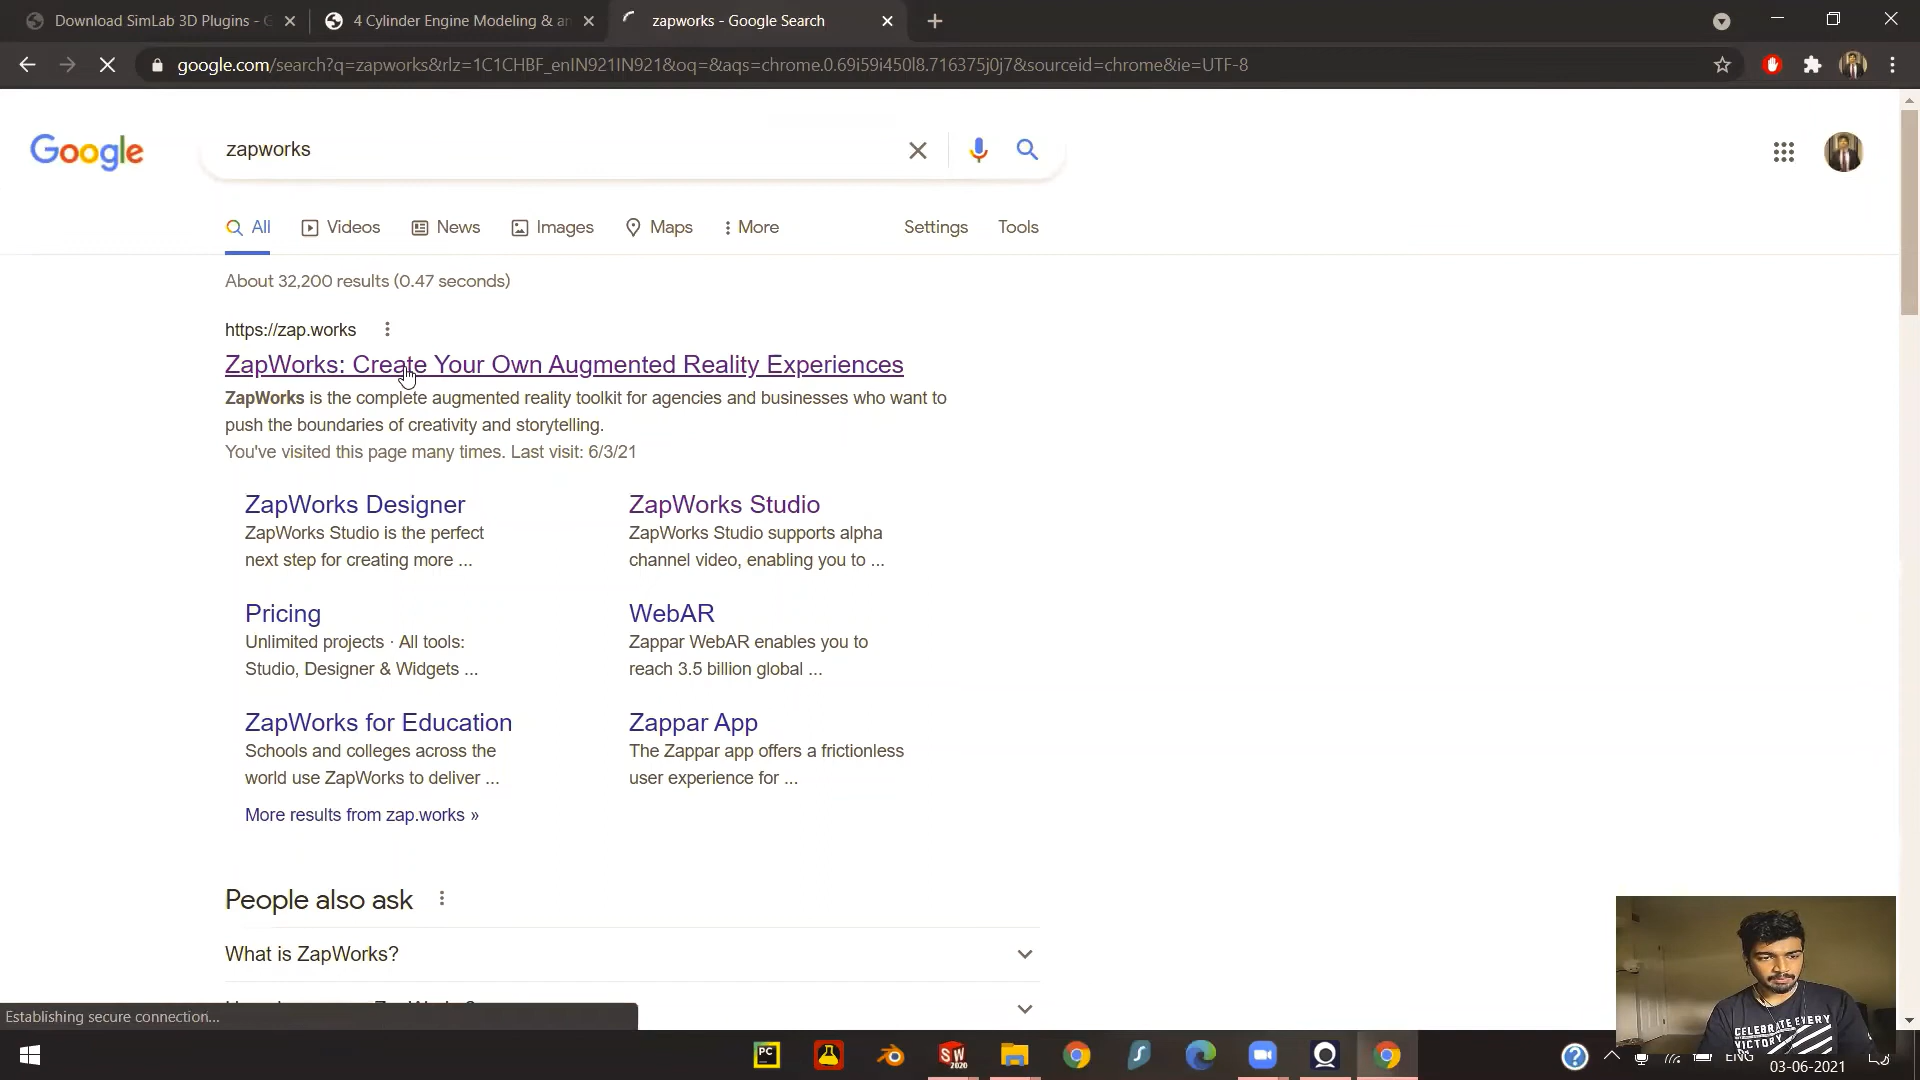 Download SimLab 3D Plugins - G
4 Cylinder Engine Modeling & an
zapworks - Google Search
google.com/search?q=zapworks&rlz=1C1CHBF_enIN921IN921&oq=&aqs=chrome.0.69i59i450l8.716375j0j7&sourceid=chrome&ie=UTF-8
Google
zapworks
All
Videos
News
Images
Maps
More
Settings
Tools
About 32,200 results (0.47 seconds)
https://zap.works
ZapWorks: Create Your Own Augmented Reality Experiences
ZapWorks is the complete augmented reality toolkit for agencies and businesses who want to
push the boundaries of creativity and storytelling.
You've visited this page many times. Last visit: 6/3/21
ZapWorks Designer
ZapWorks Studio is the perfect
next step for creating more ...
ZapWorks Studio
ZapWorks Studio supports alpha
channel video, enabling you to ...
Pricing
Unlimited projects · All tools:
Studio, Designer & Widgets ...
WebAR
Zappar WebAR enables you to
reach 3.5 billion global ...
ZapWorks for Education
Schools and colleges across the
world use ZapWorks to deliver ...
Zappar App
The Zappar app offers a frictionless
user experience for ...
More results from zap.works »
People also ask
What is ZapWorks?
Establishing secure connection...
CELEBRATE EVERY
VICTORY
PC
SW
2020
ENG
03-06-2021